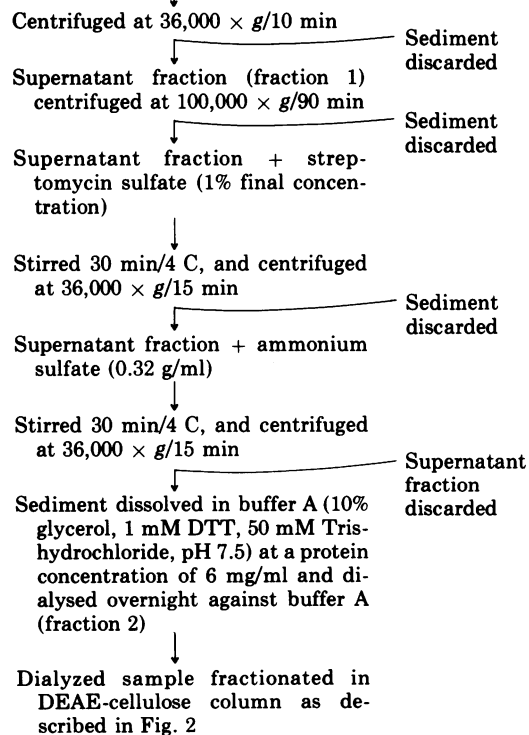 Centrifuged at 36,000 × g/10 min
Sediment
discarded
Supernatant fraction (fraction 1)
centrifuged at 100,000 × g/90 min
Sediment
discarded
Supernatant fraction + strep-
tomycin sulfate (1% final concen-
tration)
Stirred 30 min/4 C, and centrifuged
at 36,000 × g/15 min
Sediment
discarded
Supernatant fraction + ammonium
sulfate (0.32 g/ml)
Stirred 30 min/4 C, and centrifuged
at 36,000 × g/15 min
Supernatant
fraction
discarded
Sediment dissolved in buffer A (10%
glycerol, 1 mM DTT, 50 mM Tris-
hydrochloride, pH 7.5) at a protein
concentration of 6 mg/ml and di-
alysed overnight against buffer A
(fraction 2)
Dialyzed sample fractionated in
DEAE-cellulose column as de-
scribed in Fig. 2